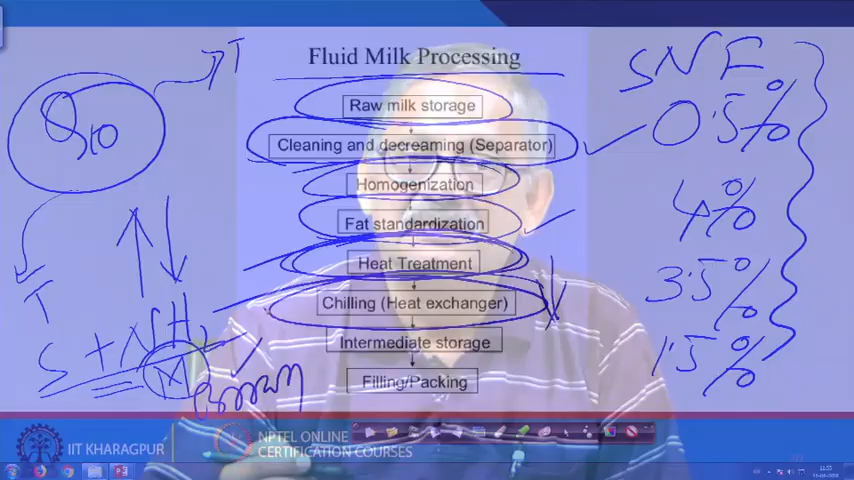 Fluid Milk Processing
Raw milk storage
Cleaning and decreaming (Separator)
Homogenization
Fat standardization
Heat Treatment
Chilling (Heat exchanger)
Intermediate storage
Filling/Packing
Q10
T
T
S + NH2
SNF
0.5%
4%
3.5%
1.5%
IIT KHARAGPUR
NPTEL ONLINE
CERTIFICATION COURSES